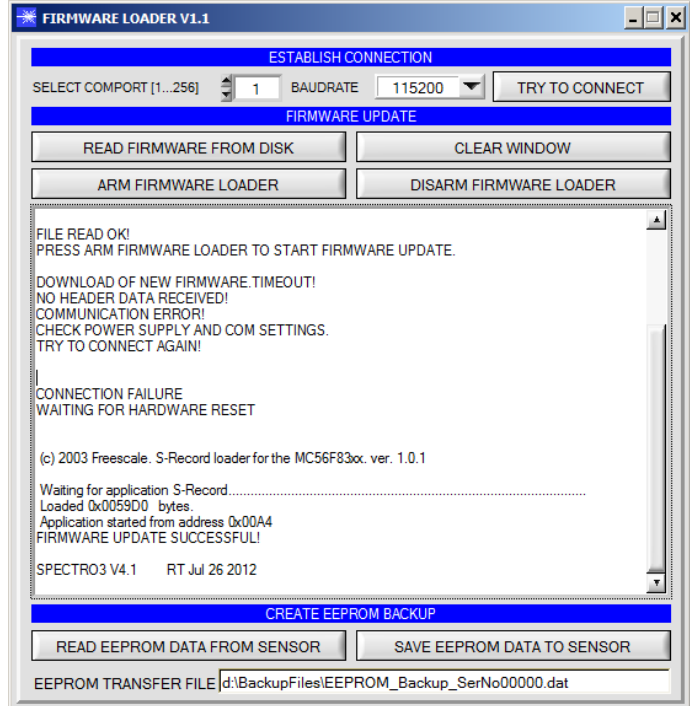 FIRMWARE LOADER V1.1
ESTABLISH CONNECTION
SELECT COMPORT [1...256] 1 BAUDRATE 115200 TRY TO CONNECT
FIRMWARE UPDATE
READ FIRMWARE FROM DISK CLEAR WINDOW
ARM FIRMWARE LOADER DISARM FIRMWARE LOADER
FILE READ OK!
PRESS ARM FIRMWARE LOADER TO START FIRMWARE UPDATE.
DOWNLOAD OF NEW FIRMWARE.TIMEOUT!
NO HEADER DATA RECEIVED!
COMMUNICATION ERROR!
CHECK POWER SUPPLY AND COM SETTINGS.
TRY TO CONNECT AGAIN!
CONNECTION FAILURE
WAITING FOR HARDWARE RESET
(c) 2003 Freescale. S-Record loader for the MC56F83xx. ver. 1.0.1
Waiting for application S-Record.........................................................................................
Loaded 0x0059D0 bytes.
Application started from address 0x00A4
FIRMWARE UPDATE SUCCESSFUL!
SPECTRO3 V4.1 RT Jul 26 2012
CREATE EEPROM BACKUP
READ EEPROM DATA FROM SENSOR SAVE EEPROM DATA TO SENSOR
EEPROM TRANSFER FILE d:\BackupFiles\EEPROM_Backup_SerNo00000.dat